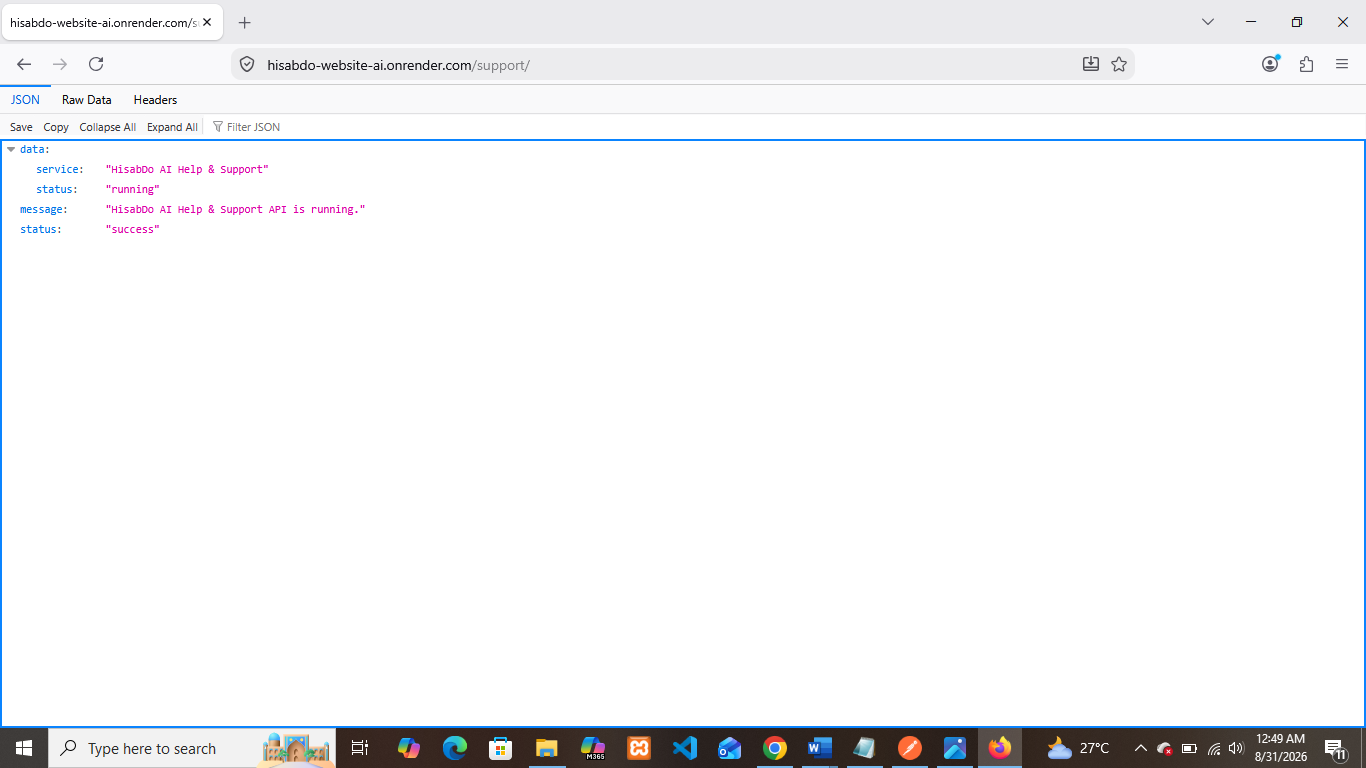 hisabdo-website-ai.onrender.com/su
hisabdo-website-ai.onrender.com/support/
JSON Raw Data Headers
Save Copy Collapse All Expand All Filter JSON
data:
service: "HisabDo AI Help & Support"
status: "running"
message: "HisabDo AI Help & Support API is running."
status: "success"
Type here to search
M365
27°C
12:49 AM
8/31/2026
11